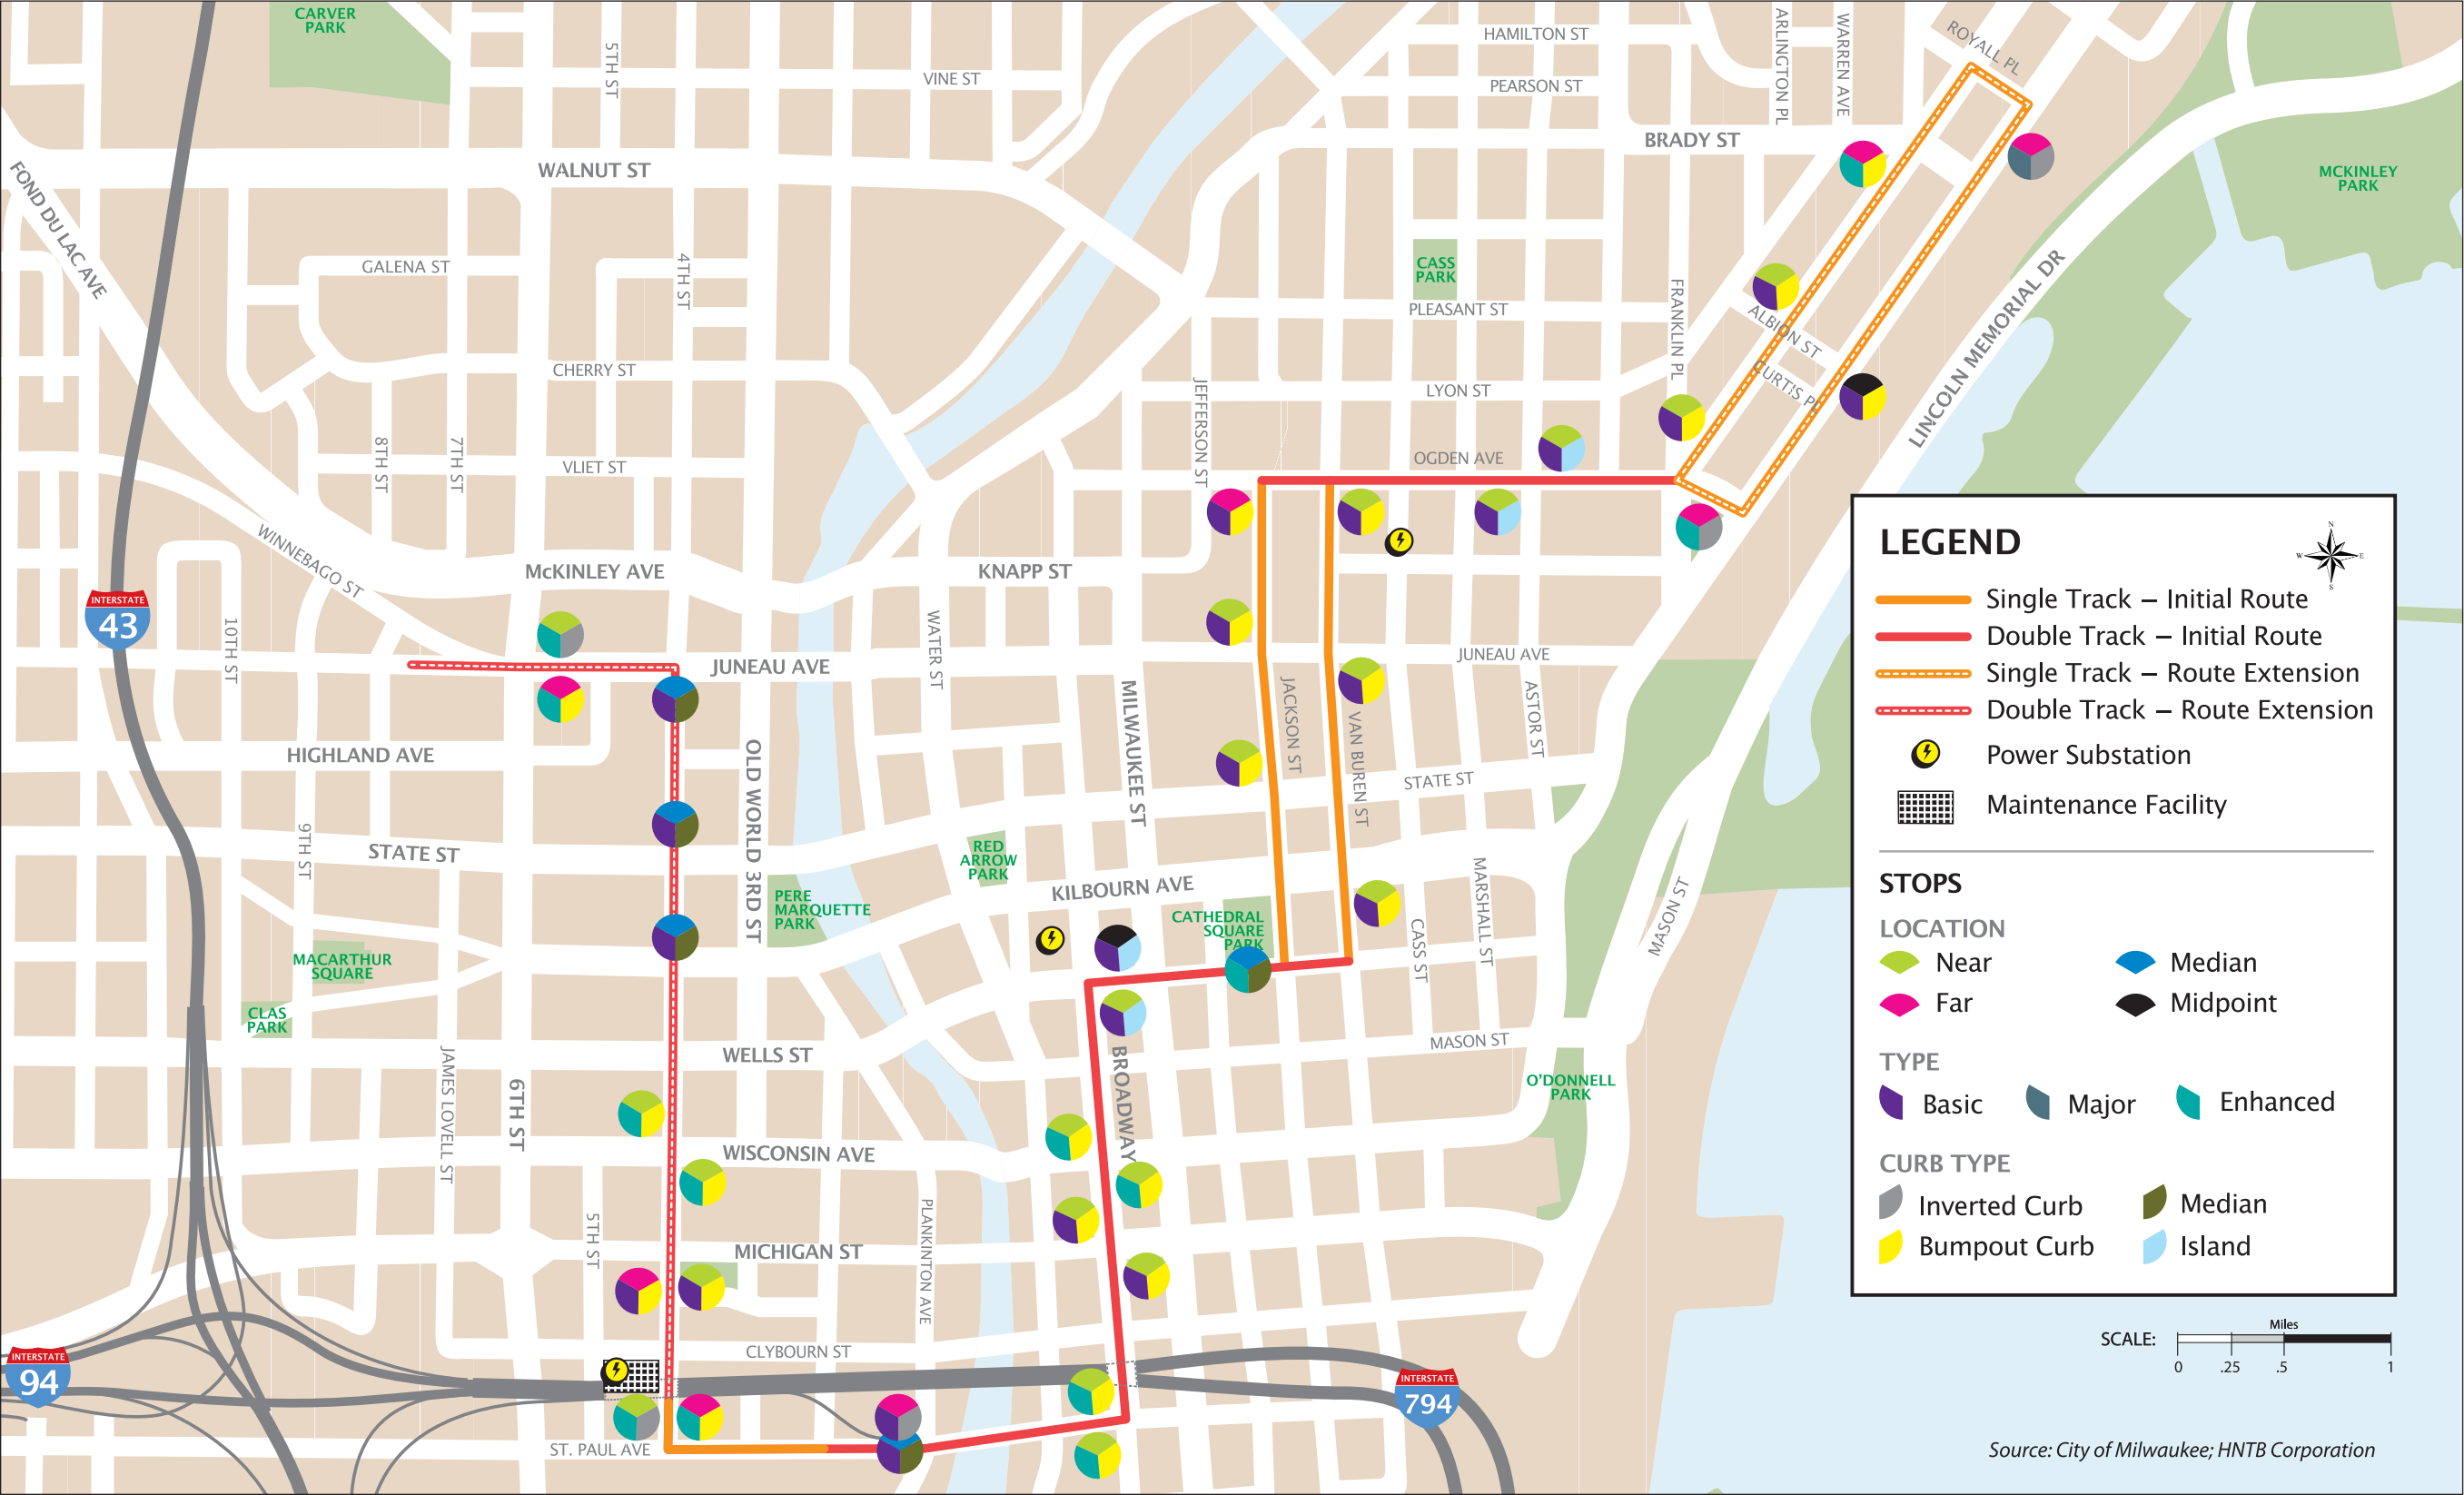 CARVER
PARK
5TH ST
VINE ST
HAMILTON ST
PEARSON ST
ARLINGTON PL
WARREN AVE
ROYALL PL
BRADY ST
WALNUT ST
FOND DU LAC AVE
MCKINLEY
PARK
GALENA ST
4TH ST
CASS
PARK
PLEASANT ST
FRANKLIN PL
ALBION ST
CURTIS PL
LINCOLN MEMORIAL DR
CHERRY ST
JEFFERSON ST
LYON ST
8TH ST
7TH ST
VLIET ST
OGDEN AVE
WINNEBAGO ST
McKINLEY AVE
KNAPP ST
INTERSTATE
43
10TH ST
WATER ST
JUNEAU AVE
JUNEAU AVE
MILWAUKEE ST
JACKSON ST
VAN BUREN ST
ASTOR ST
HIGHLAND AVE
OLD WORLD 3RD ST
STATE ST
9TH ST
STATE ST
RED
ARROW
PARK
KILBOURN AVE
MARSHALL ST
CASS ST
MASON ST
PERE
MARQUETTE
PARK
CATHEDRAL
SQUARE
PARK
MACARTHUR
SQUARE
CLAS
PARK
JAMES LOVELL ST
6TH ST
WELLS ST
BROADWAY
MASON ST
O'DONNELL
PARK
WISCONSIN AVE
5TH ST
MICHIGAN ST
PLANKINTON AVE
CLYBOURN ST
INTERSTATE
94
INTERSTATE
794
ST. PAUL AVE
LEGEND
N
W E
S
Single Track – Initial Route
Double Track – Initial Route
Single Track – Route Extension
Double Track – Route Extension
Power Substation
Maintenance Facility
STOPS
LOCATION
Near
Median
Far
Midpoint
TYPE
Basic
Major
Enhanced
CURB TYPE
Inverted Curb
Median
Bumpout Curb
Island
Miles
SCALE:
0 .25 .5 1
Source: City of Milwaukee; HNTB Corporation